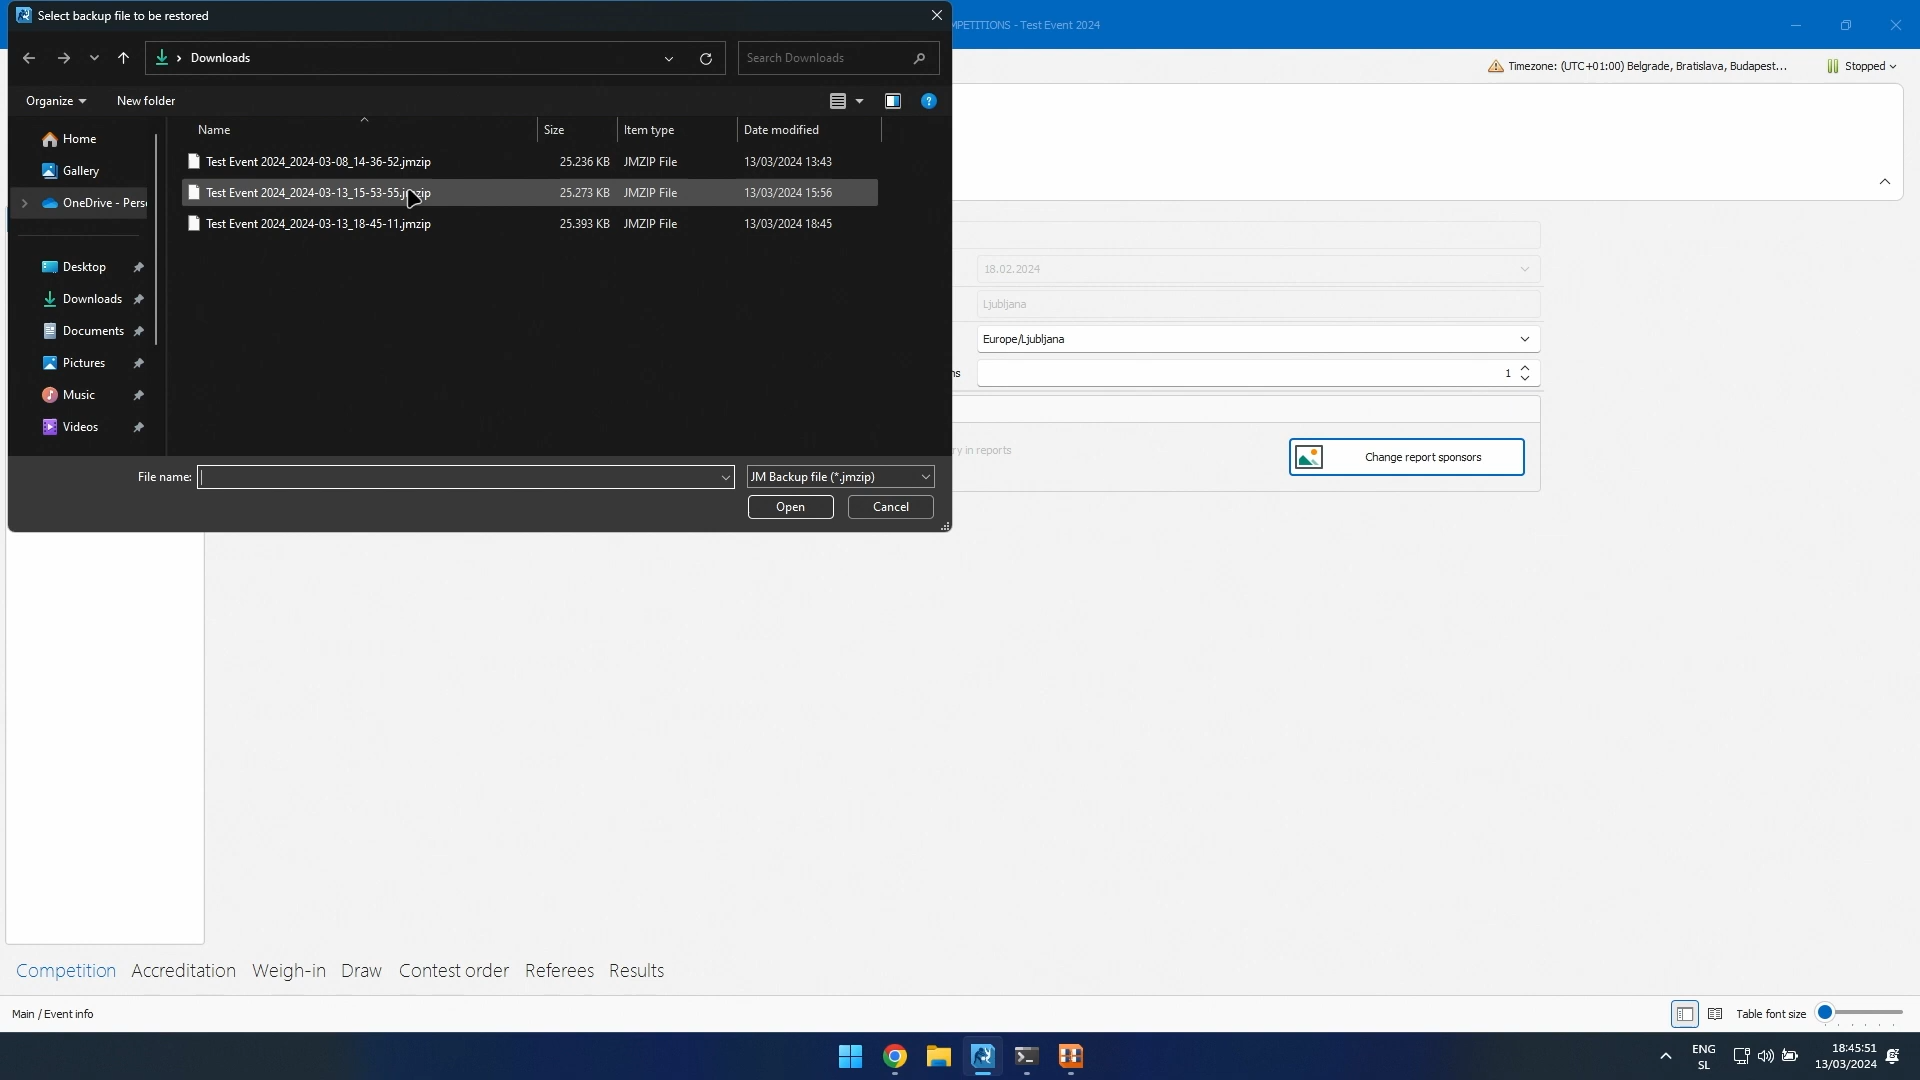 Select backup file to be restored
MPETITIONS - Test Event 2024
Downloads
Search Downloads
Timezone: (UTC+01:00) Belgrade, Bratislava, Budapest...
Stopped
Organize
New folder
Home
Gallery
OneDrive - Pers
Desktop
Downloads
Documents
Pictures
Music
Videos
Name Size Item type Date modified
Test Event 2024_2024-03-08_14-36-52.jmzip 25.236 KB JMZIP File 13/03/2024 13:43
Test Event 2024_2024-03-13_15-53-55.jmzip 25.273 KB JMZIP File 13/03/2024 15:56
Test Event 2024_2024-03-13_18-45-11.jmzip 25.393 KB JMZIP File 13/03/2024 18:45
File name:
JM Backup file (*.jmzip)
Open
Cancel
18.02.2024
Ljubljana
Europe/Ljubljana
ns 1
ry in reports
Change report sponsors
Competition Accreditation Weigh-in Draw Contest order Referees Results
Main / Event info
Table font size
ENG
SL
18:45:51
13/03/2024